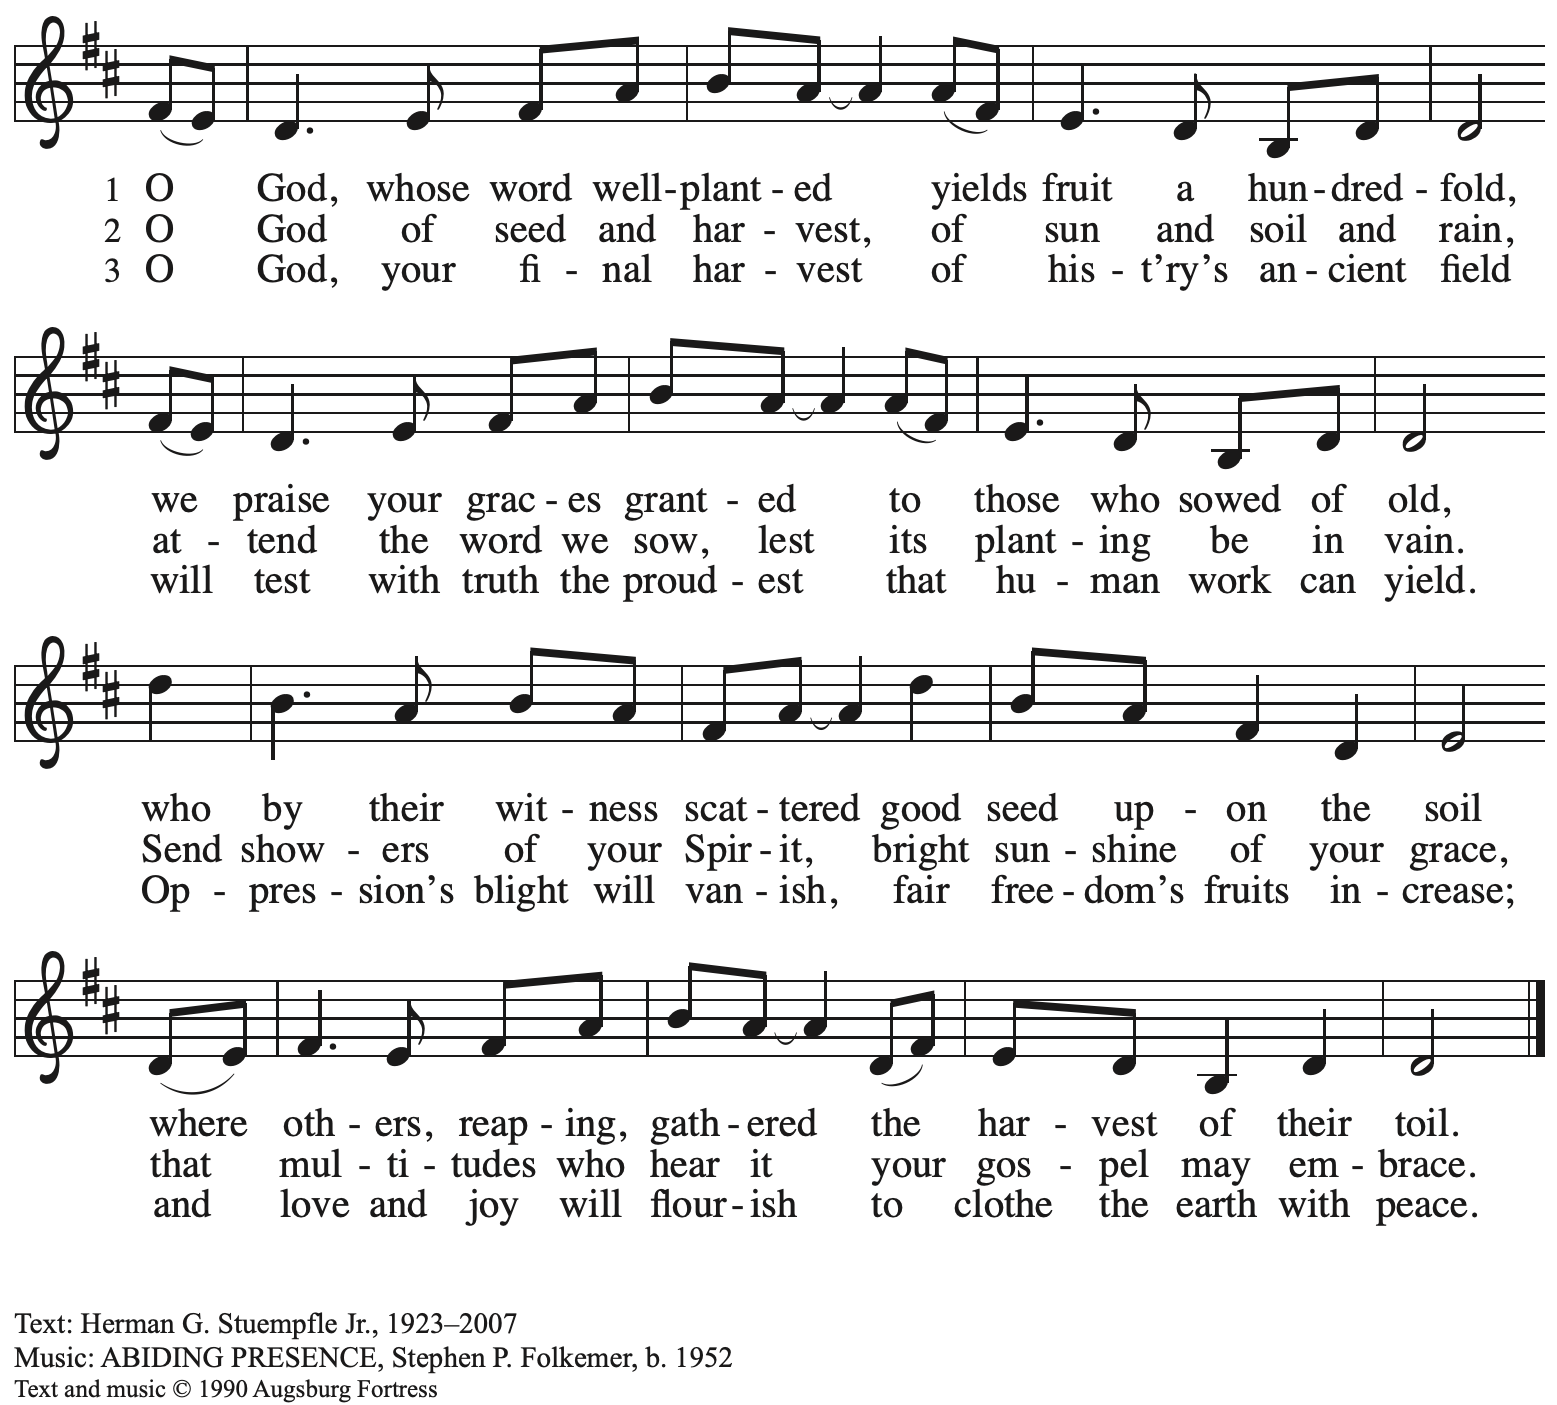 1 O God, whose word well-plant - ed yields fruit a hun - dred - fold,
2 O God of seed and har - vest, of sun and soil and rain,
3 O God, your fi - nal har - vest of his - t’ry’s an - cient field
we praise your grac - es grant - ed to those who sowed of old,
at - tend the word we sow, lest its plant - ing be in vain.
will test with truth the proud - est that hu - man work can yield.
who by their wit - ness scat - tered good seed up - on the soil
Send show - ers of your Spir - it, bright sun - shine of your grace,
Op - pres - sion’s blight will van - ish, fair free - dom’s fruits in - crease;
where oth - ers, reap - ing, gath - ered the har - vest of their toil.
that mul - ti - tudes who hear it your gos - pel may em - brace.
and love and joy will flour - ish to clothe the earth with peace.
Text: Herman G. Stuempfle Jr., 1923–2007
Music: ABIDING PRESENCE, Stephen P. Folkemer, b. 1952
Text and music © 1990 Augsburg Fortress